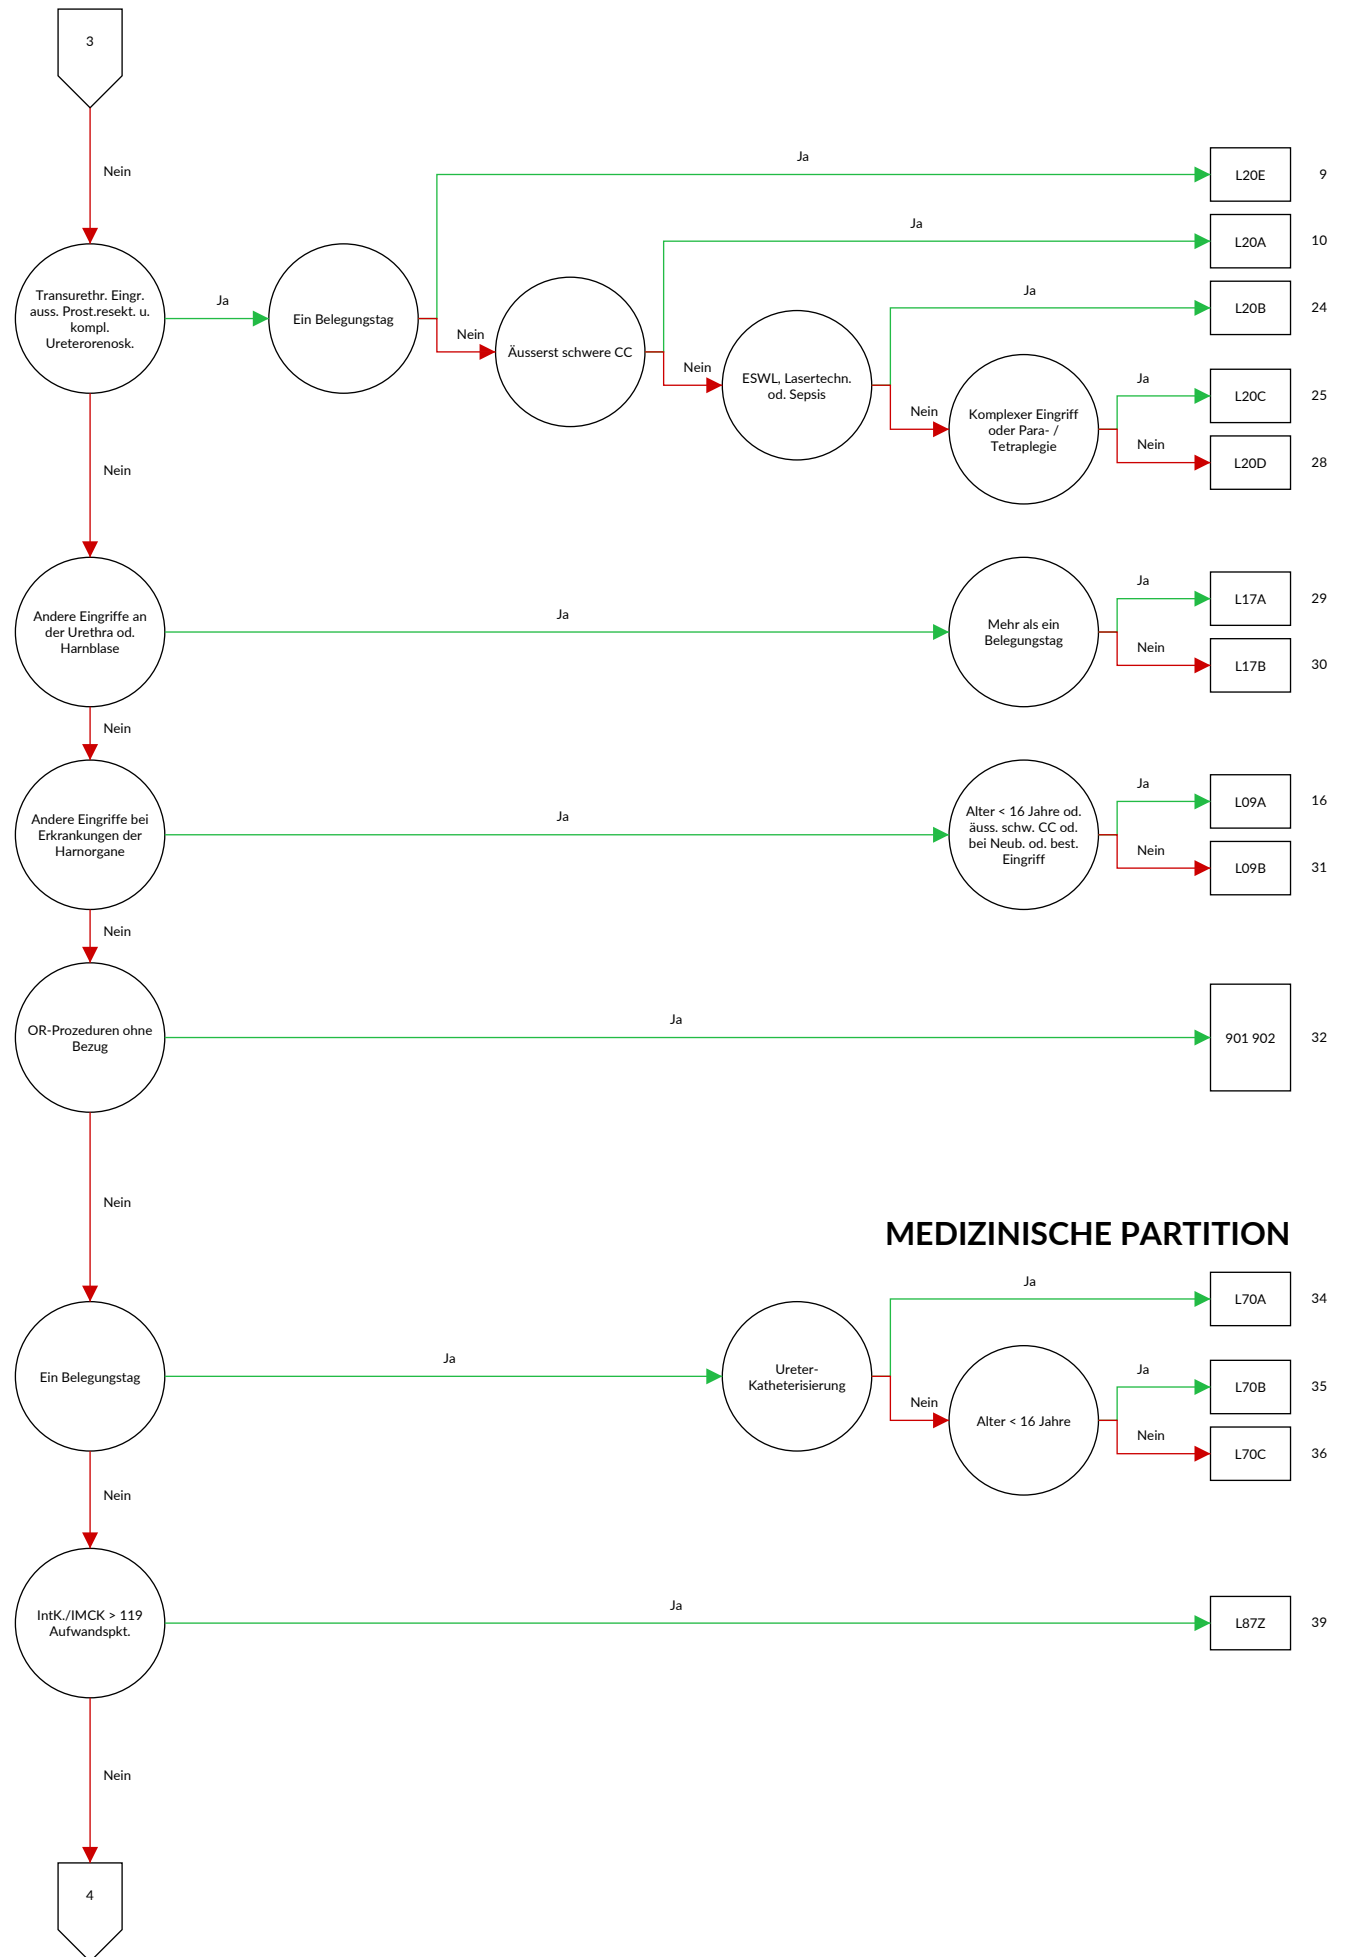 3
Nein
Ja
L20E
9
Ja
L20A
10
Ja
L20B
24
Transurethr. Eingr.
auss. Prost.resekt. u.
kompl.
Ureterorenosk.
Ja
Ein Belegungstag
Nein
Äusserst schwere CC
Nein
ESWL, Lasertechn.
od. Sepsis
Nein
Komplexer Eingriff
oder Para- /
Tetraplegie
Ja
L20C
25
Nein
L20D
28
Nein
Andere Eingriffe an
der Urethra od.
Harnblase
Ja
Mehr als ein
Belegungstag
Ja
L17A
29
Nein
L17B
30
Nein
Andere Eingriffe bei
Erkrankungen der
Harnorgane
Ja
Alter < 16 Jahre od.
äuss. schw. CC od.
bei Neub. od. best.
Eingriff
Ja
L09A
16
Nein
L09B
31
Nein
OR-Prozeduren ohne
Bezug
Ja
901 902
32
Nein
MEDIZINISCHE PARTITION
Ein Belegungstag
Ja
Ureter-
Katheterisierung
Ja
L70A
34
Nein
Alter < 16 Jahre
Ja
L70B
35
Nein
L70C
36
Nein
IntK./IMCK > 119
Aufwandspkt.
Ja
L87Z
39
Nein
4